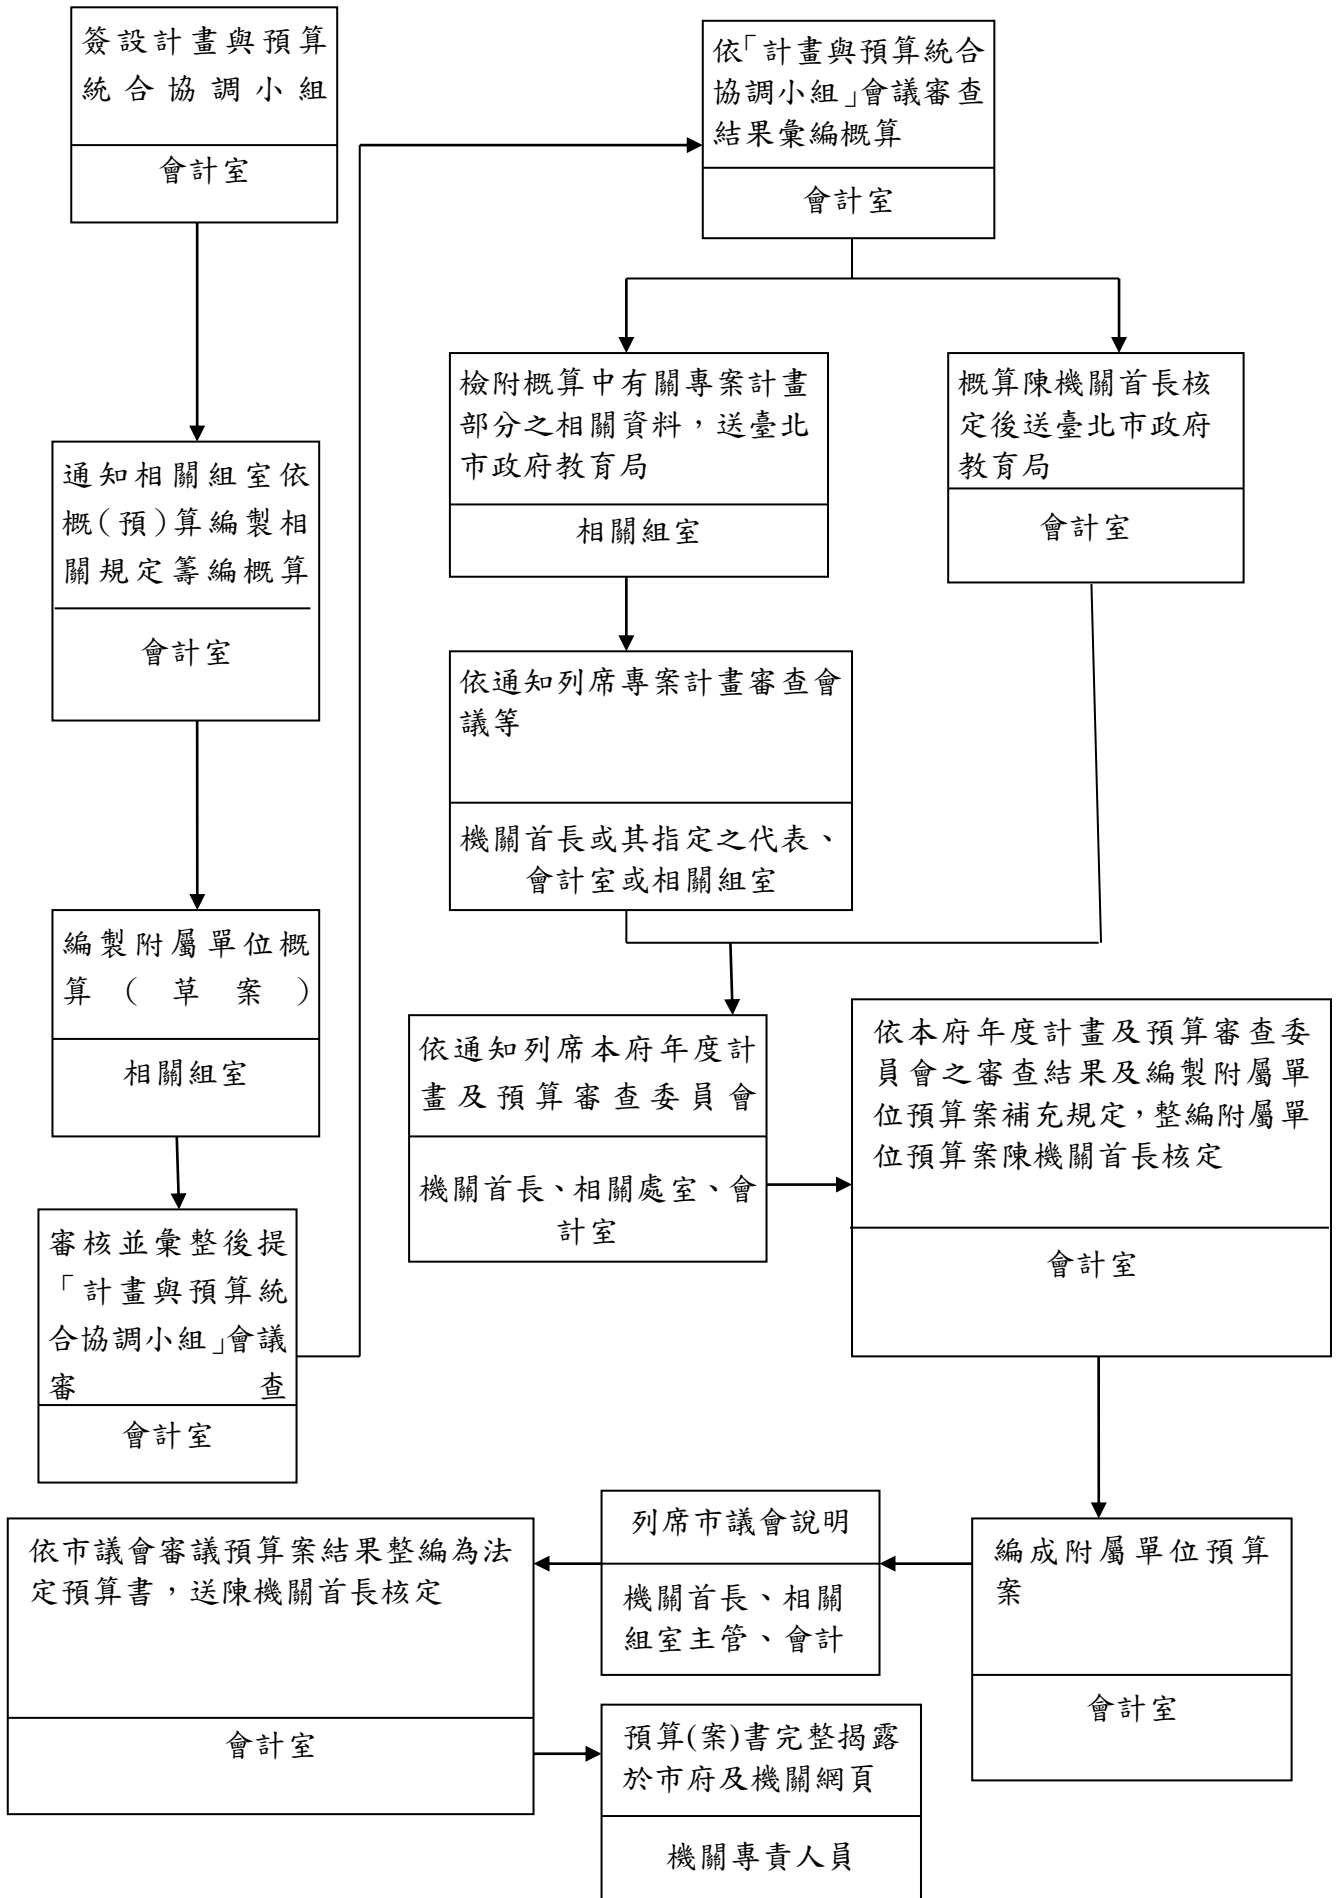 簽設計畫與預算
統合協調小組
會計室
通知相關組室依
概(預)算編製相
關規定籌編概算
會計室
編製附屬單位概
算(草案)
相關組室
審核並彙整後提
「計畫與預算統
合協調小組」會議
審查
會計室
依「計畫與預算統合
協調小組」會議審查
結果彙編概算
會計室
檢附概算中有關專案計畫
部分之相關資料，送臺北
市政府教育局
相關組室
概算陳機關首長核
定後送臺北市政府
教育局
會計室
依通知列席專案計畫審查會
議等
機關首長或其指定之代表、
會計室或相關組室
依通知列席本府年度計
畫及預算審查委員會
機關首長、相關處室、會
計室
依本府年度計畫及預算審查委
員會之審查結果及編製附屬單
位預算案補充規定，整編附屬單
位預算案陳機關首長核定
會計室
編成附屬單位預算
案
會計室
列席市議會說明
機關首長、相關
組室主管、會計
依市議會審議預算案結果整編為法
定預算書，送陳機關首長核定
會計室
預算(案)書完整揭露
於市府及機關網頁
機關專責人員